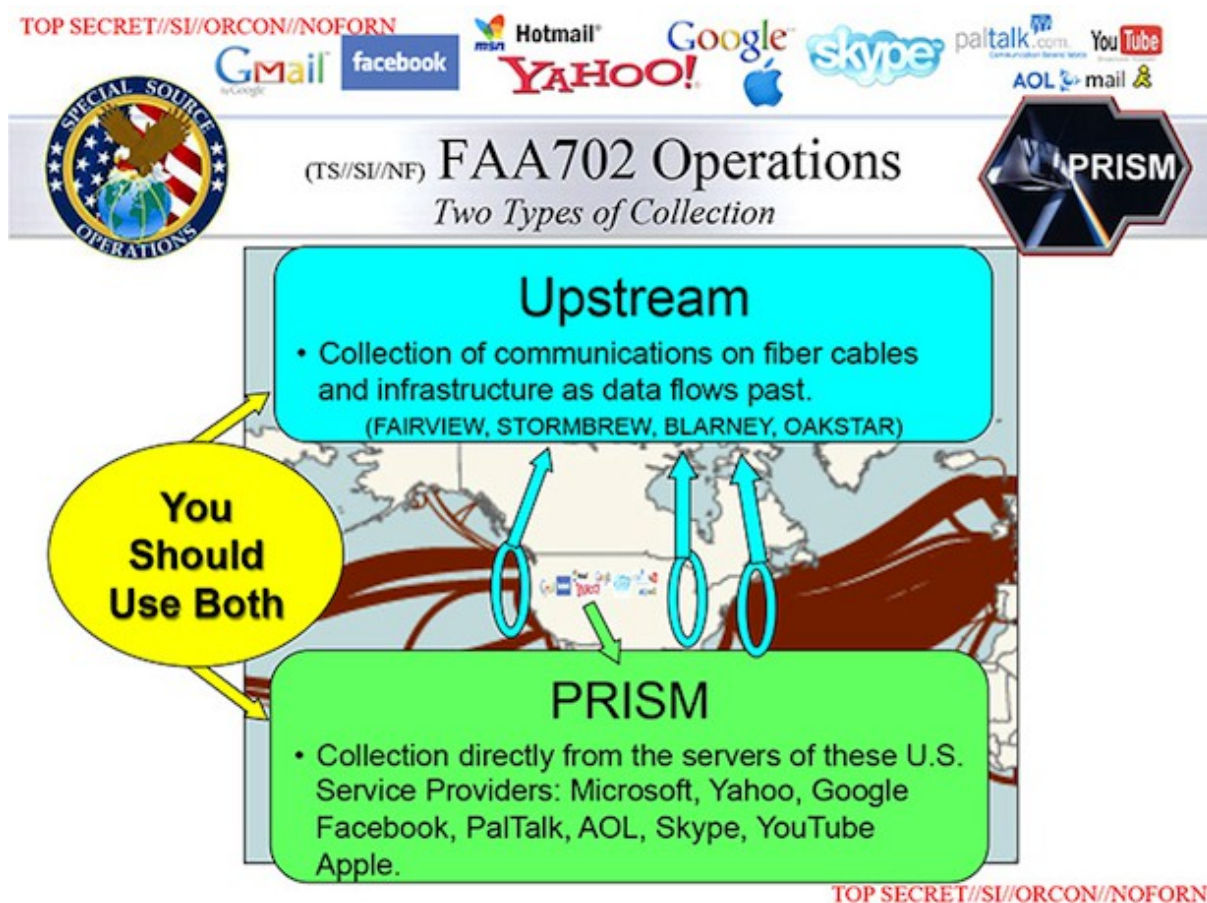 TOP SECRET//SI//ORCON//NOFORN
Gmail
by Google
facebook
msn Hotmail
YAHOO!
Google
skype
paltalk.com
YouTube
AOL mail
SPECIAL SOURCE
OPERATIONS
(TS//SI//NF) FAA702 Operations
Two Types of Collection
PRISM
Upstream
• Collection of communications on fiber cables
and infrastructure as data flows past.
(FAIRVIEW, STORMBREW, BLARNEY, OAKSTAR)
You
Should
Use Both
PRISM
• Collection directly from the servers of these U.S.
Service Providers: Microsoft, Yahoo, Google
Facebook, PalTalk, AOL, Skype, YouTube
Apple.
TOP SECRET//SI//ORCON//NOFORN